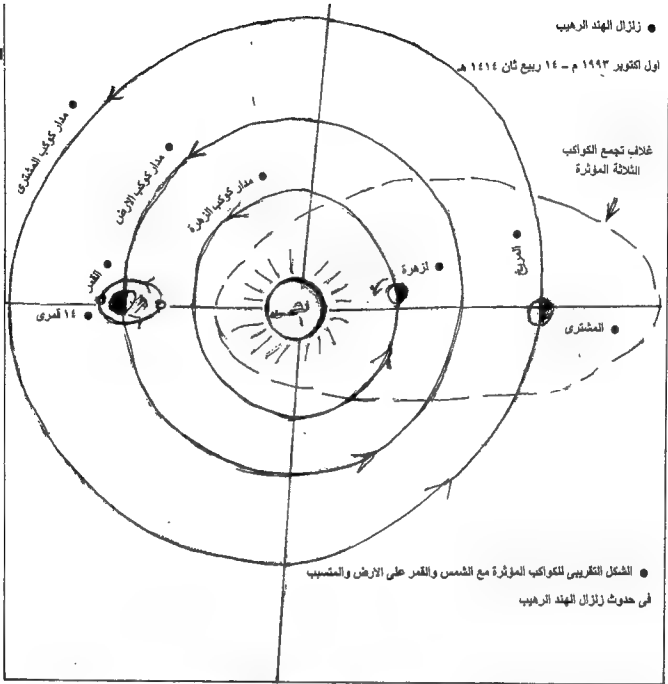 زلزال الهند الرهيب
اول اكتوبر ١٩٩٣ م - ١٤ ربيع ثان ١٤١٤ هـ
غلاف تجمع الكواكب
الثلاثة المؤثرة
مدار كوكب المشترى
مدار كوكب الارض
مدار كوكب الزهرة
القمر
١٤ قمرى
الزهرة
المريخ
المشترى
الشكل التقريبى للكواكب المؤثرة مع الشمس والقمر على الارض والمتسبب
فى حدوث زلزال الهند الرهيب